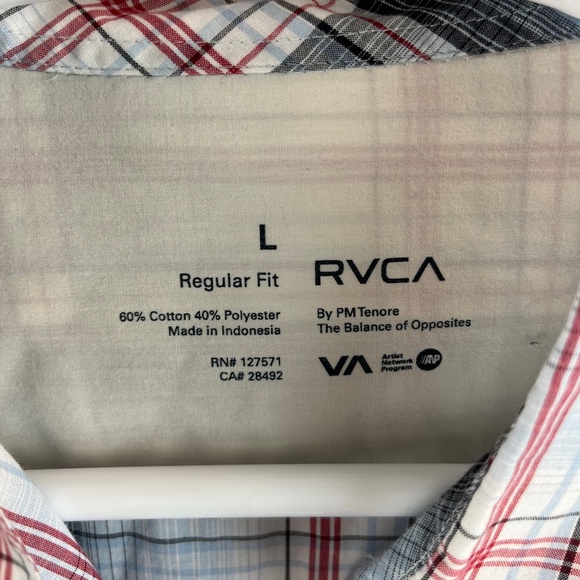 L
Regular Fit
60% Cotton 40% Polyester
Made in Indonesia
RN# 127571
CA# 28492
RVCA
By PM Tenore
The Balance of Opposites
VA
Artist
Network
Program
ANP